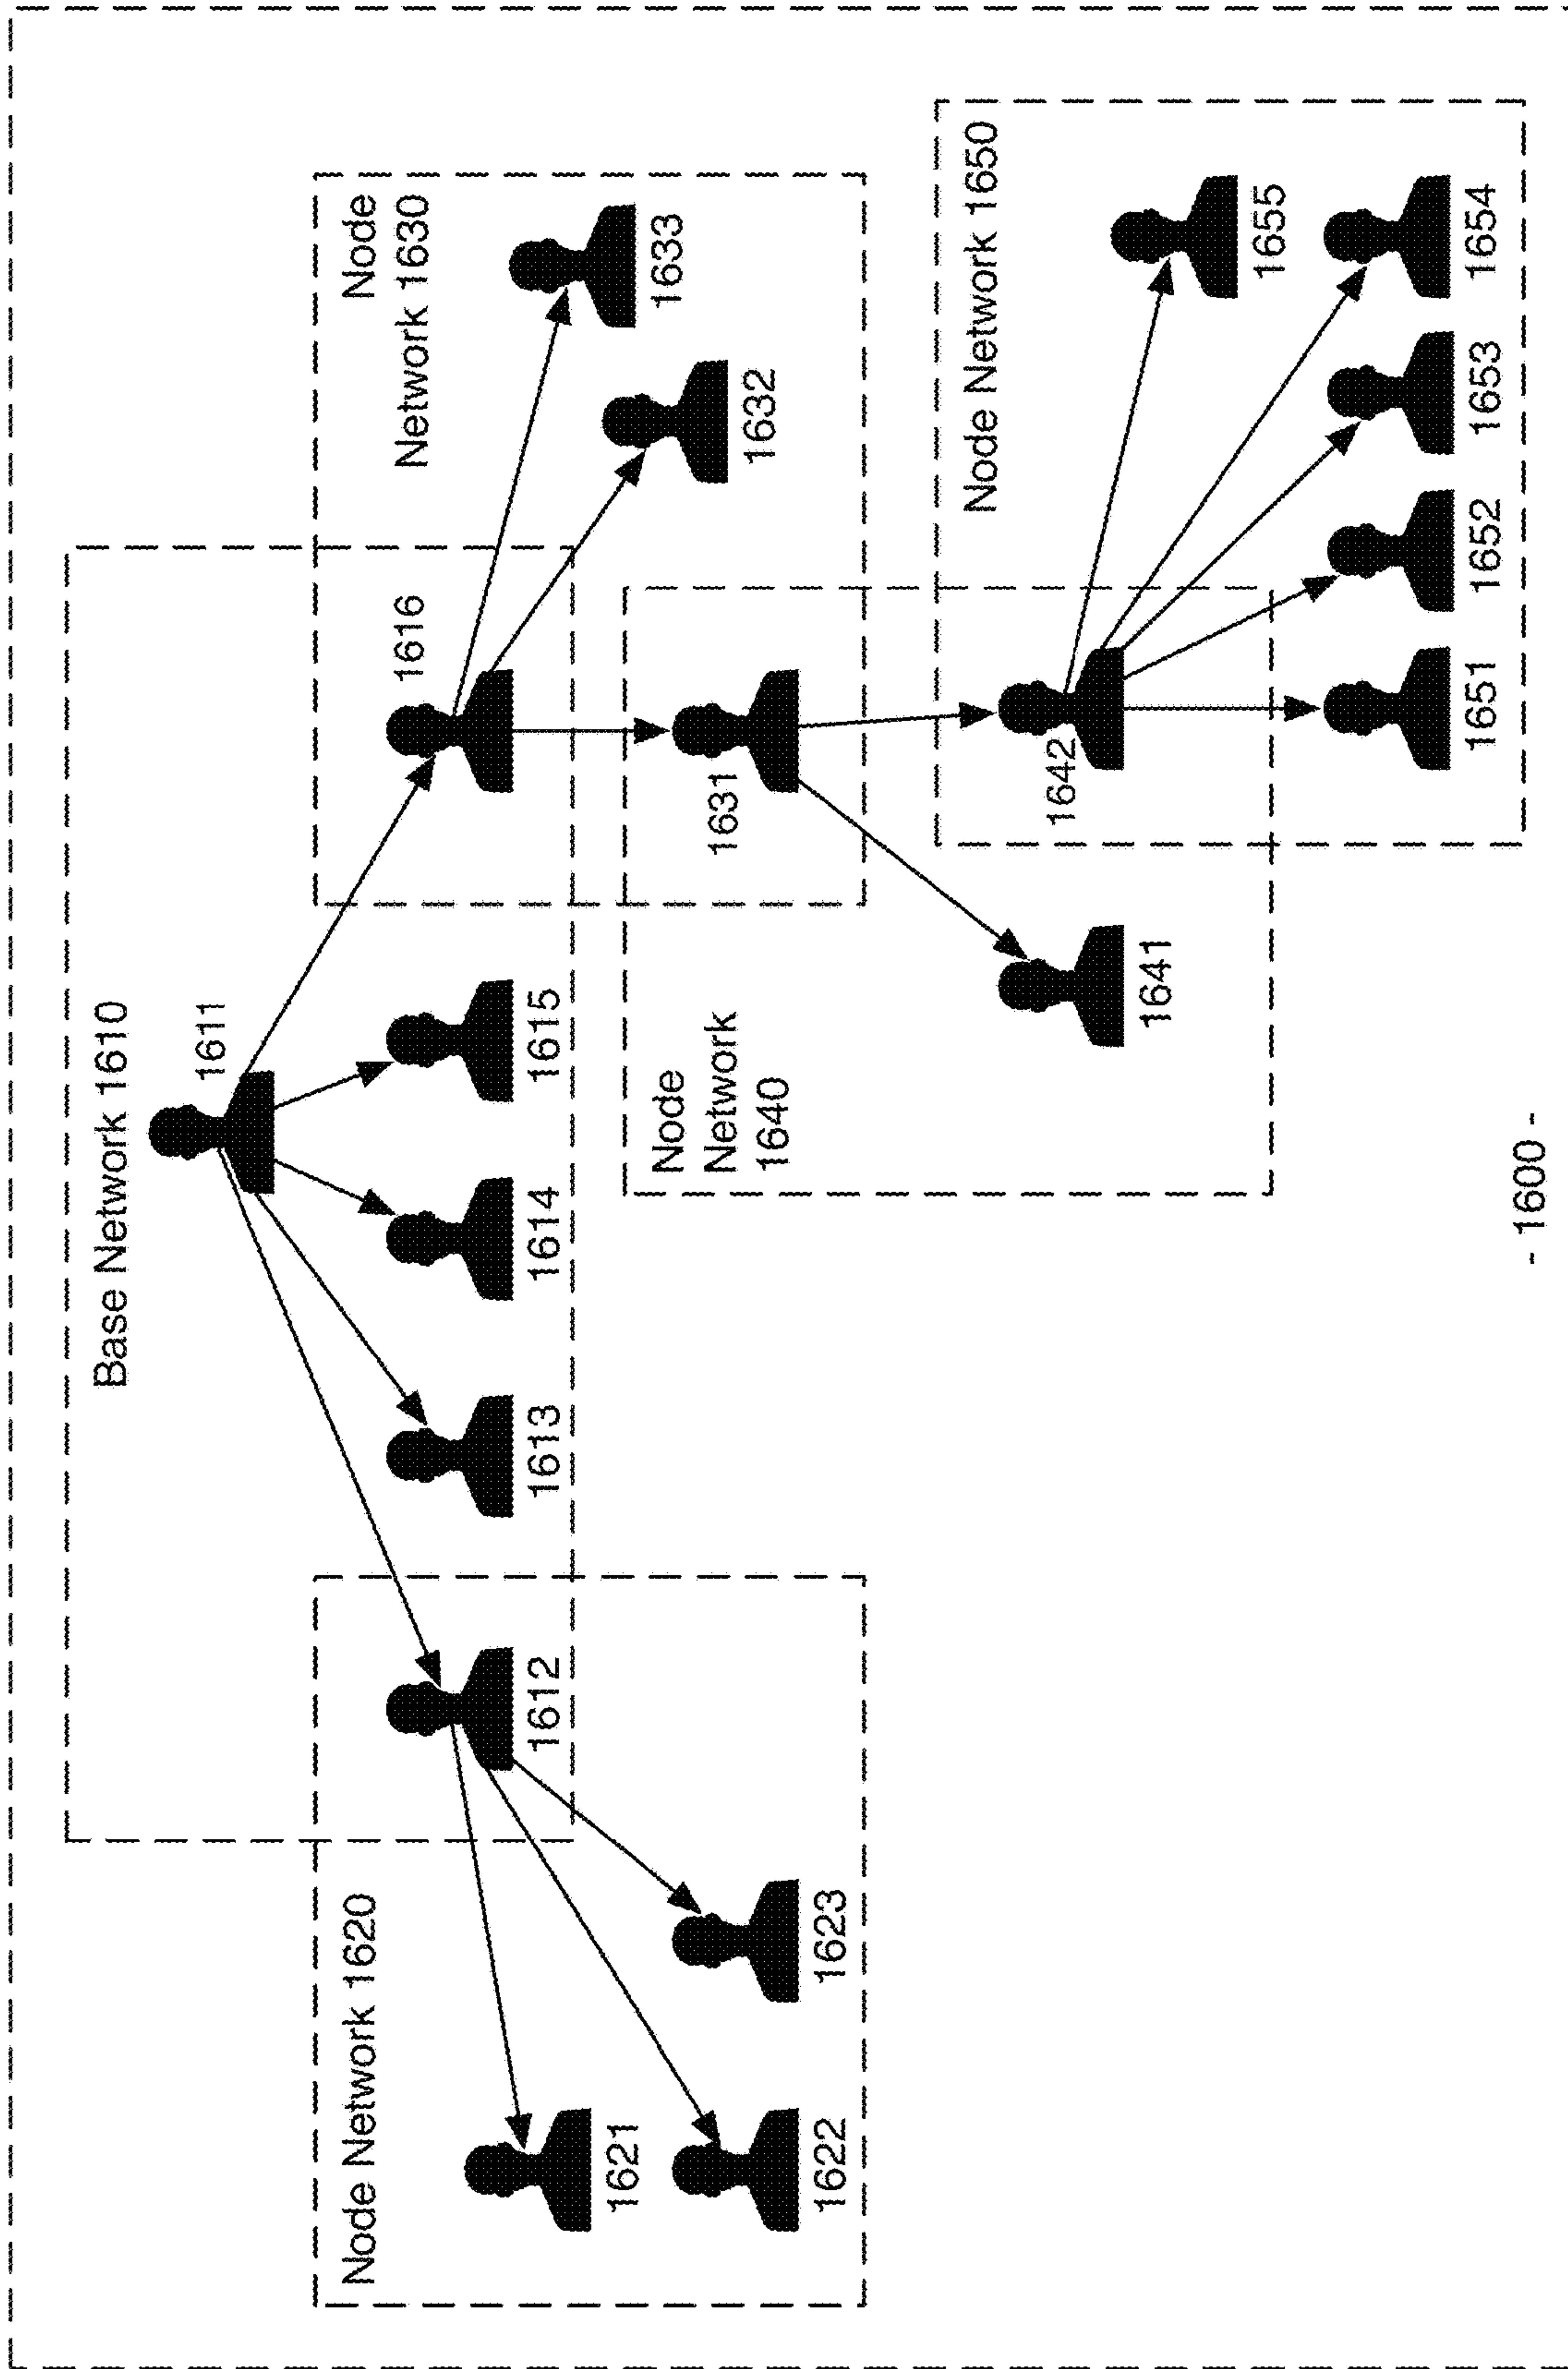 Base Network 1610
1611
Node Network 1620
1612
1613
1614
1615
1616
Node
Network 1630
1621
1622
1623
1631
1632
1633
Node
Network
1640
1641
1642
Node Network 1650
1651
1652
1653
1654
1655
- 1600 -